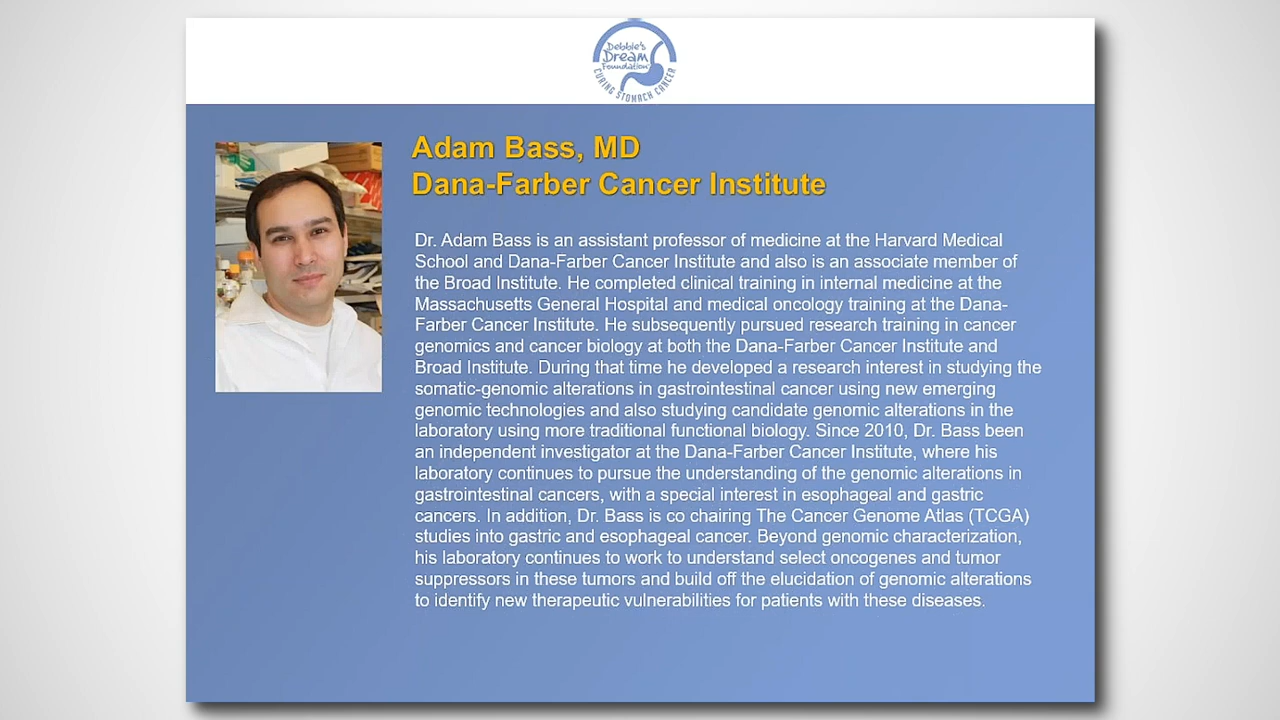 Debbie's
Dream
Foundation
CURING STOMACH CANCER
Adam Bass, MD
Dana-Farber Cancer Institute
Dr. Adam Bass is an assistant professor of medicine at the Harvard Medical
School and Dana-Farber Cancer Institute and also is an associate member of
the Broad Institute. He completed clinical training in internal medicine at the
Massachusetts General Hospital and medical oncology training at the Dana-
Farber Cancer Institute. He subsequently pursued research training in cancer
genomics and cancer biology at both the Dana-Farber Cancer Institute and
Broad Institute. During that time he developed a research interest in studying the
somatic-genomic alterations in gastrointestinal cancer using new emerging
genomic technologies and also studying candidate genomic alterations in the
laboratory using more traditional functional biology. Since 2010, Dr. Bass been
an independent investigator at the Dana-Farber Cancer Institute, where his
laboratory continues to pursue the understanding of the genomic alterations in
gastrointestinal cancers, with a special interest in esophageal and gastric
cancers. In addition, Dr. Bass is co chairing The Cancer Genome Atlas (TCGA)
studies into gastric and esophageal cancer. Beyond genomic characterization,
his laboratory continues to work to understand select oncogenes and tumor
suppressors in these tumors and build off the elucidation of genomic alterations
to identify new therapeutic vulnerabilities for patients with these diseases.